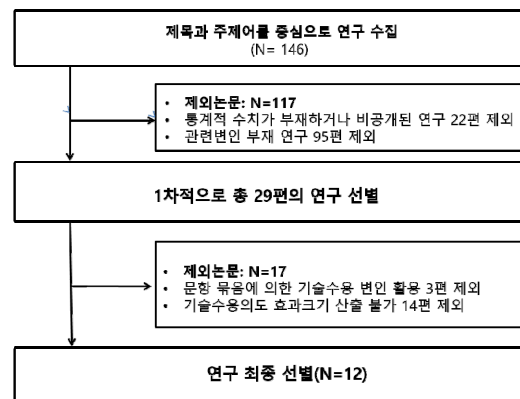 제목과 주제어를 중심으로 연구 수집
(N= 146)
• 제외논문: N=117
• 통계적 수치가 부재하거나 비공개된 연구 22편 제외
• 관련변인 부재 연구 95편 제외
1차적으로 총 29편의 연구 선별
• 제외논문: N=17
• 문항 묶음에 의한 기술수용 변인 활용 3편 제외
• 기술수용의도 효과크기 산출 불가 14편 제외
연구 최종 선별(N=12)